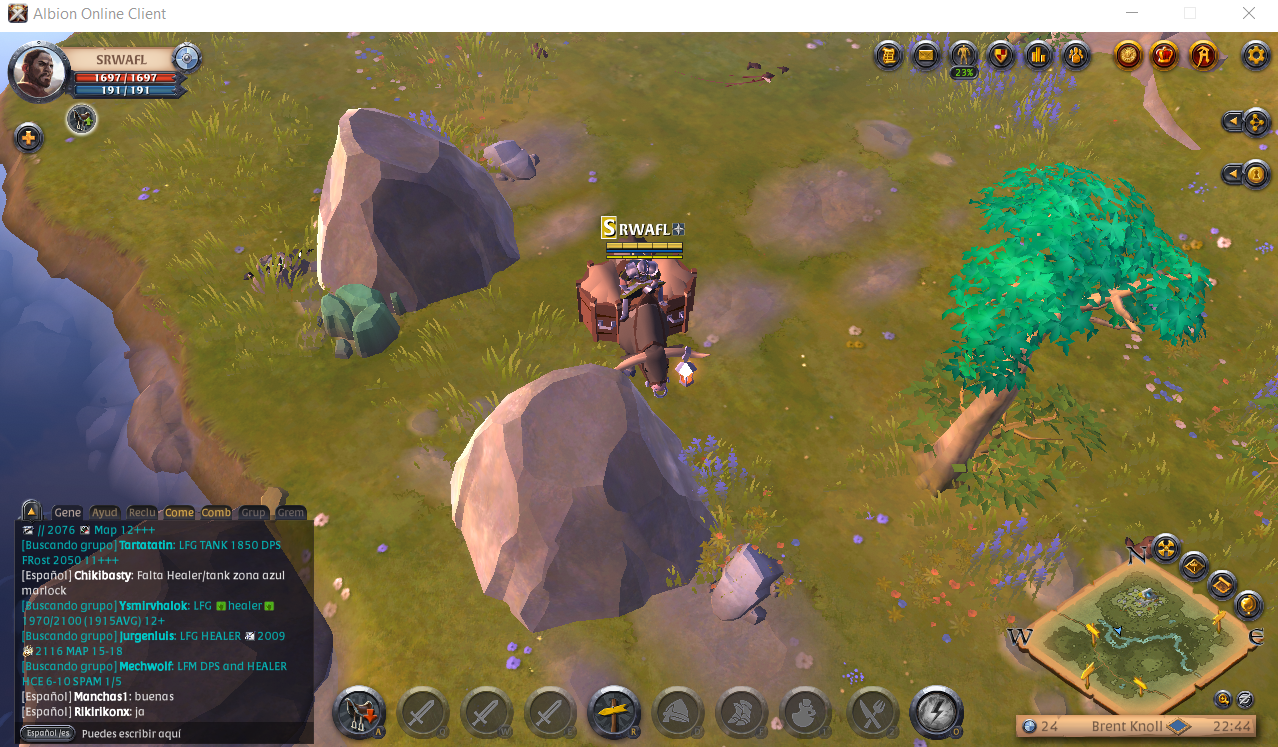 Albion Online Client
SRWAFL
1697/1697
191/191
23%
SRWAFL
Gene Ayud Reclu Come Comb Grup Grem
// 2076 Map 12+++
[Buscando grupo] Tartatatin: LFG TANK 1850 DPS
FRost 2050 11+++
[Español] Chikibasty: Falta Healer/tank zona azul
marlock
[Buscando grupo] Ysmirvhalok: LFG healer
1970/2100 (1915AVG) 12+
[Buscando grupo] jurgenluis: LFG HEALER 2009
2116 MAP 15-18
[Buscando grupo] Mechwolf: LFM DPS and HEALER
HCE 6-10 SPAM 1/5
[Español] Manchas1: buenas
[Español] Rikirikonx: ja
Español /es Puedes escribir aquí
A Q W E R D F 1 2 O
N
W
E
24 Brent Knoll 22:44